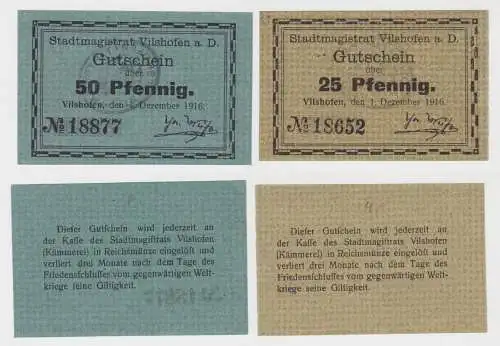 Stadtmagistrat Vilshofen a. D.
Gutschein
über
50 Pfennig.
Vilshofen, den 1. Dezember 1916.
№ 18877
Stadtmagistrat Vilshofen a. D.
Gutschein
über
25 Pfennig.
Vilshofen, den 1. Dezember 1916.
№ 18652
Dieſer Gutſchein wird jederzeit an
der Kaſſe des Stadtmagiſtrats Vilshofen
(Kämmerei) in Reichsmünze eingelöſt und
verliert drei Monate nach dem Tage des
Friedensſchluſſes vom gegenwärtigen Welt-
kriege ſeine Giltigkeit.
Dieſer Gutſchein wird jederzeit an
der Kaſſe des Stadtmagiſtrats Vilshofen
(Kämmerei) in Reichsmünze eingelöſt und
verliert drei Monate nach dem Tage des
Friedensſchluſſes vom gegenwärtigen Welt-
kriege ſeine Giltigkeit.